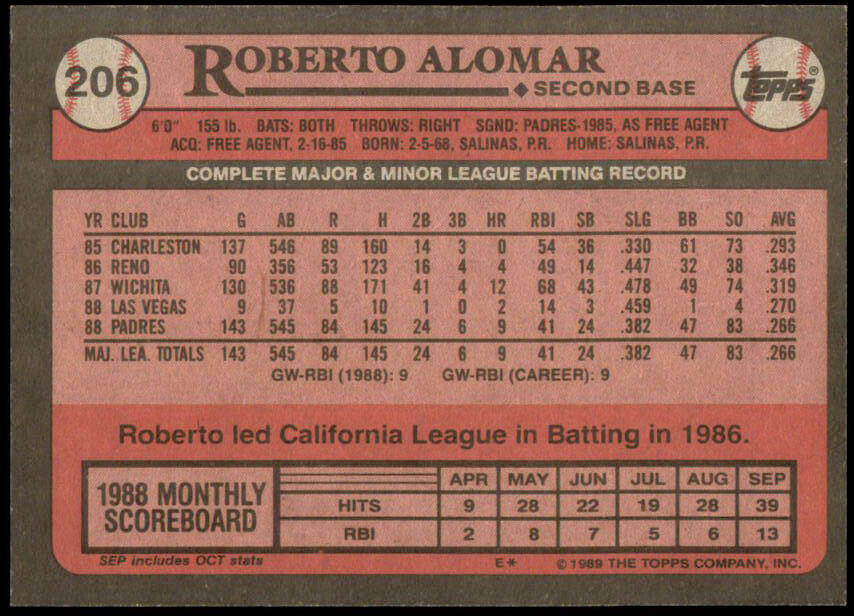 206
ROBERTO ALOMAR
◆ SECOND BASE
topps®
6'0" 155 lb. BATS: BOTH THROWS: RIGHT SGND: PADRES-1985, AS FREE AGENT
ACQ: FREE AGENT, 2-16-85 BORN: 2-5-68, SALINAS, P.R. HOME: SALINAS, P.R.
COMPLETE MAJOR & MINOR LEAGUE BATTING RECORD
YR CLUB G AB R H 2B 3B HR RBI SB SLG BB SO AVG
85 CHARLESTON 137 546 89 160 14 3 0 54 36 .330 61 73 .293
86 RENO 90 356 53 123 16 4 4 49 14 .447 32 38 .346
87 WICHITA 130 536 88 171 41 4 12 68 43 .478 49 74 .319
88 LAS VEGAS 9 37 5 10 1 0 2 14 3 .459 1 4 .270
88 PADRES 143 545 84 145 24 6 9 41 24 .382 47 83 .266
MAJ. LEA. TOTALS 143 545 84 145 24 6 9 41 24 .382 47 83 .266
GW-RBI (1988): 9 GW-RBI (CAREER): 9
Roberto led California League in Batting in 1986.
1988 MONTHLY
SCOREBOARD
APR MAY JUN JUL AUG SEP
HITS 9 28 22 19 28 39
RBI 2 8 7 5 6 13
SEP includes OCT stats
E*
© 1989 THE TOPPS COMPANY, INC.